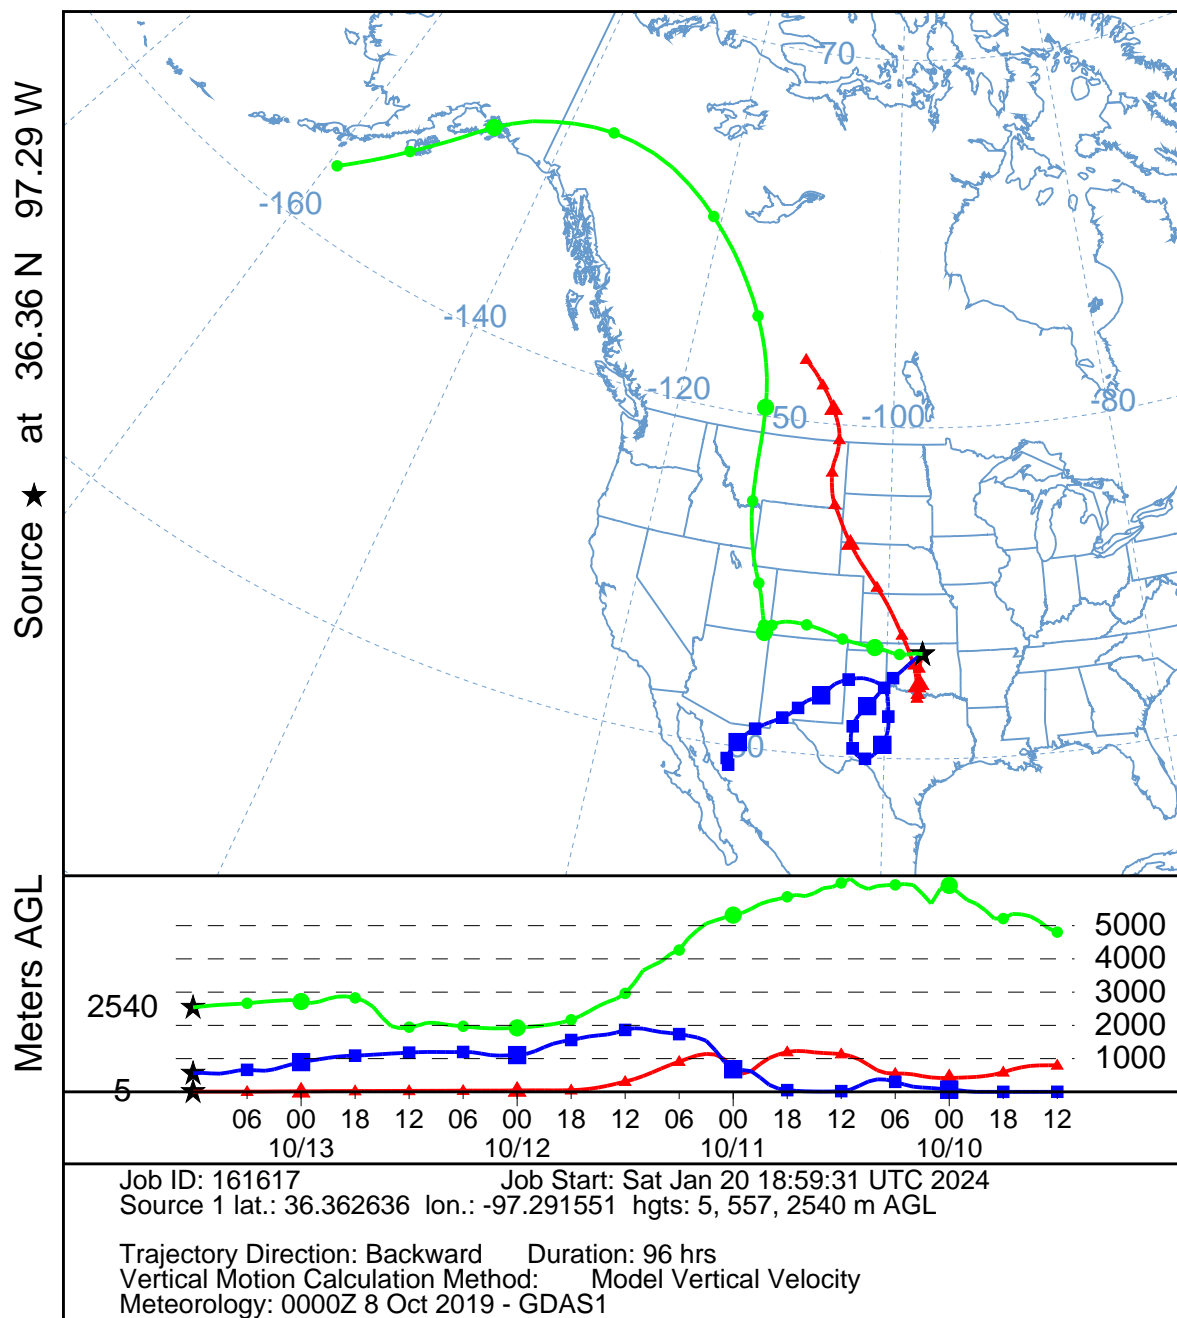 Source ★ at 36.36 N 97.29 W
70
-160
-140
-120
50
-100
-80
30
Meters AGL
2540
5
5000
4000
3000
2000
1000
06 00 18 12 06 00 18 12 06 00 18 12 06 00 18 12
10/13 10/12 10/11 10/10
Job ID: 161617 Job Start: Sat Jan 20 18:59:31 UTC 2024
Source 1 lat.: 36.362636 lon.: -97.291551 hgts: 5, 557, 2540 m AGL
Trajectory Direction: Backward Duration: 96 hrs
Vertical Motion Calculation Method: Model Vertical Velocity
Meteorology: 0000Z 8 Oct 2019 - GDAS1